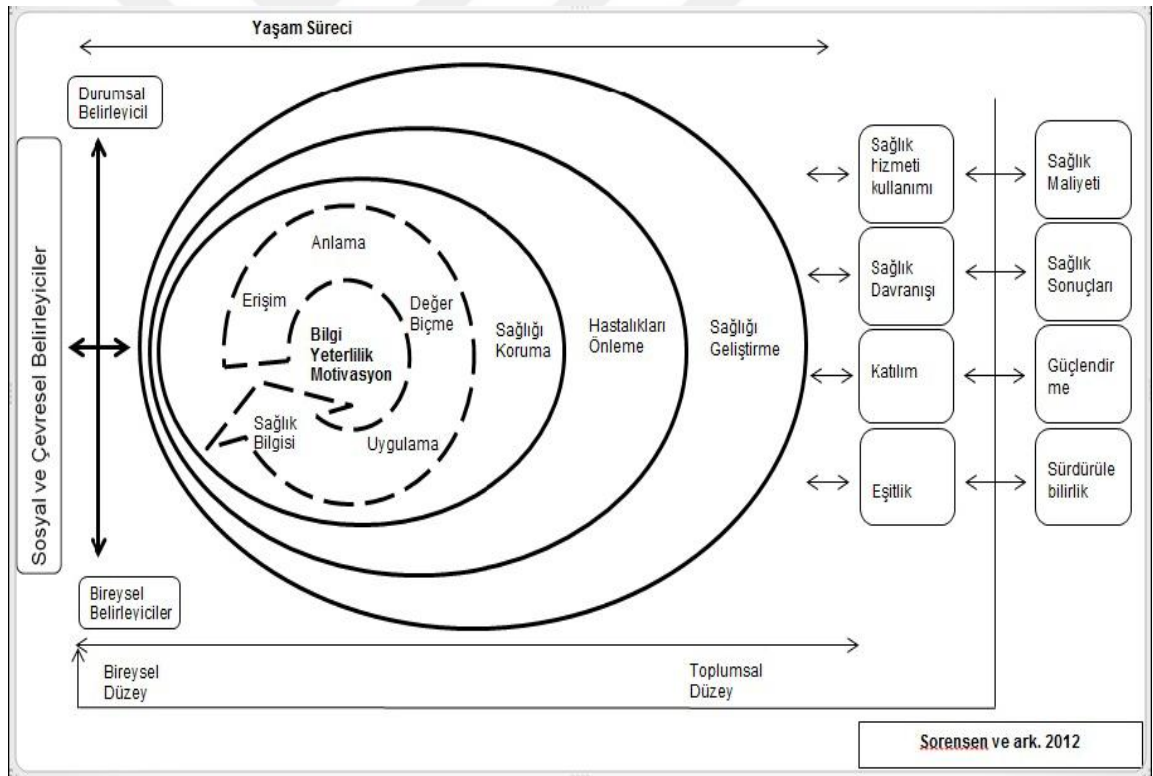 Yaşam Süreci
Durumsal
Belirleyicil
Sosyal ve Çevresel Belirleyiciler
Bireysel
Belirleyiciler
Anlama
Erişim
Değer
Biçme
Bilgi
Yeterlilik
Motivasyon
Sağlık
Bilgisi
Uygulama
Sağlığı
Koruma
Hastalıkları
Önleme
Sağlığı
Geliştirme
Sağlık
hizmeti
kullanımı
Sağlık
Maliyeti
Sağlık
Davranışı
Sağlık
Sonuçları
Katılım
Güçlendir
me
Eşitlik
Sürdürüle
bilirlik
Bireysel
Düzey
Toplumsal
Düzey
Sorensen ve ark. 2012